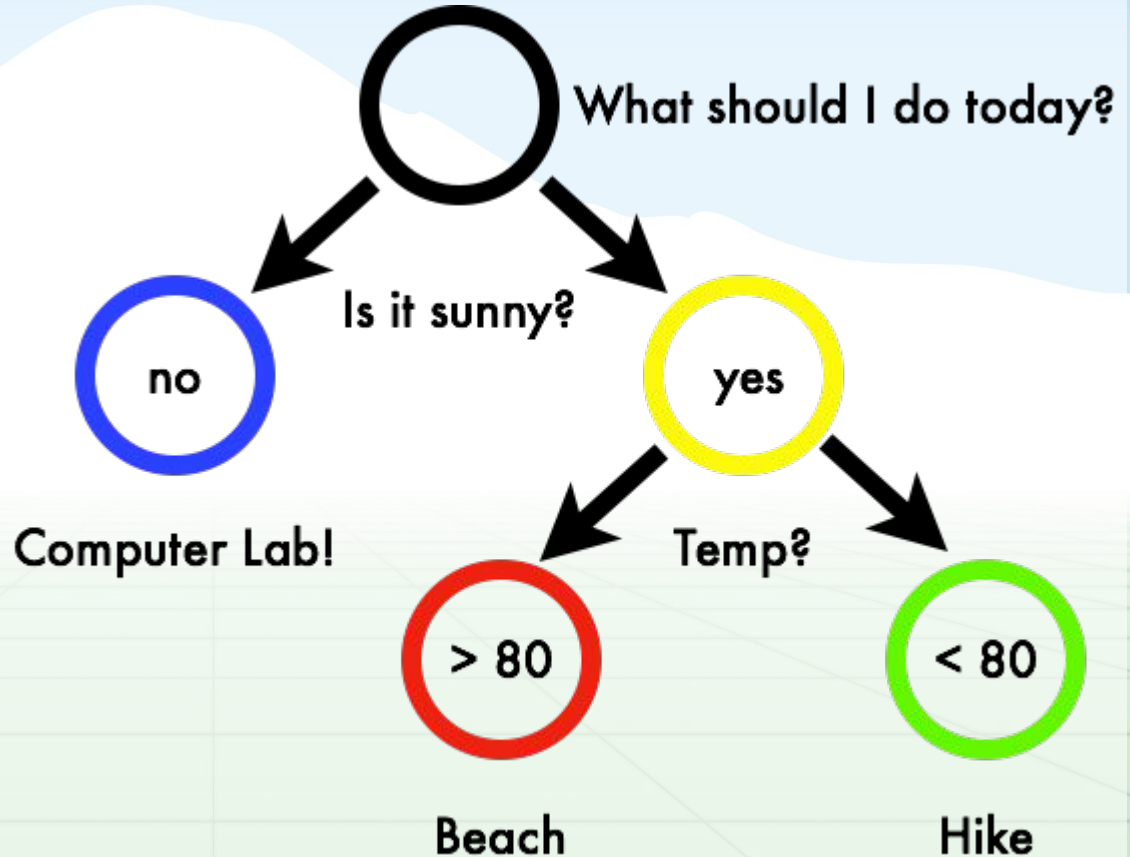 What should I do today?
Is it sunny?
no
yes
Computer Lab!
Temp?
> 80
< 80
Beach
Hike